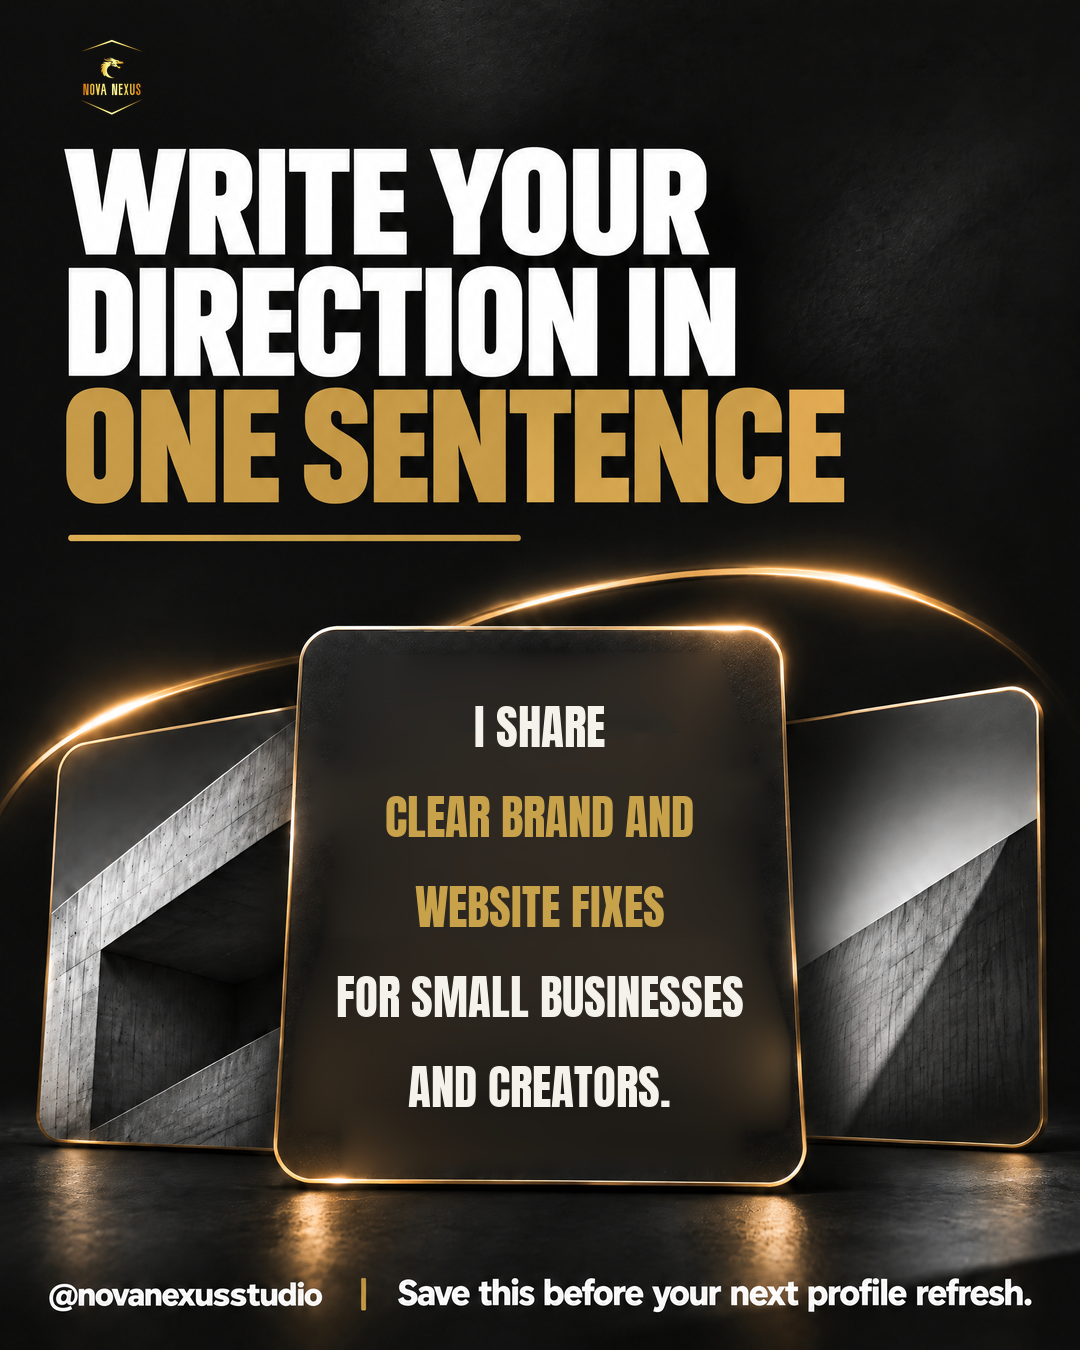 NOVA NEXUS
WRITE YOUR
DIRECTION IN
ONE SENTENCE
I SHARE
CLEAR BRAND AND
WEBSITE FIXES
FOR SMALL BUSINESSES
AND CREATORS.
@novanexusstudio | Save this before your next profile refresh.